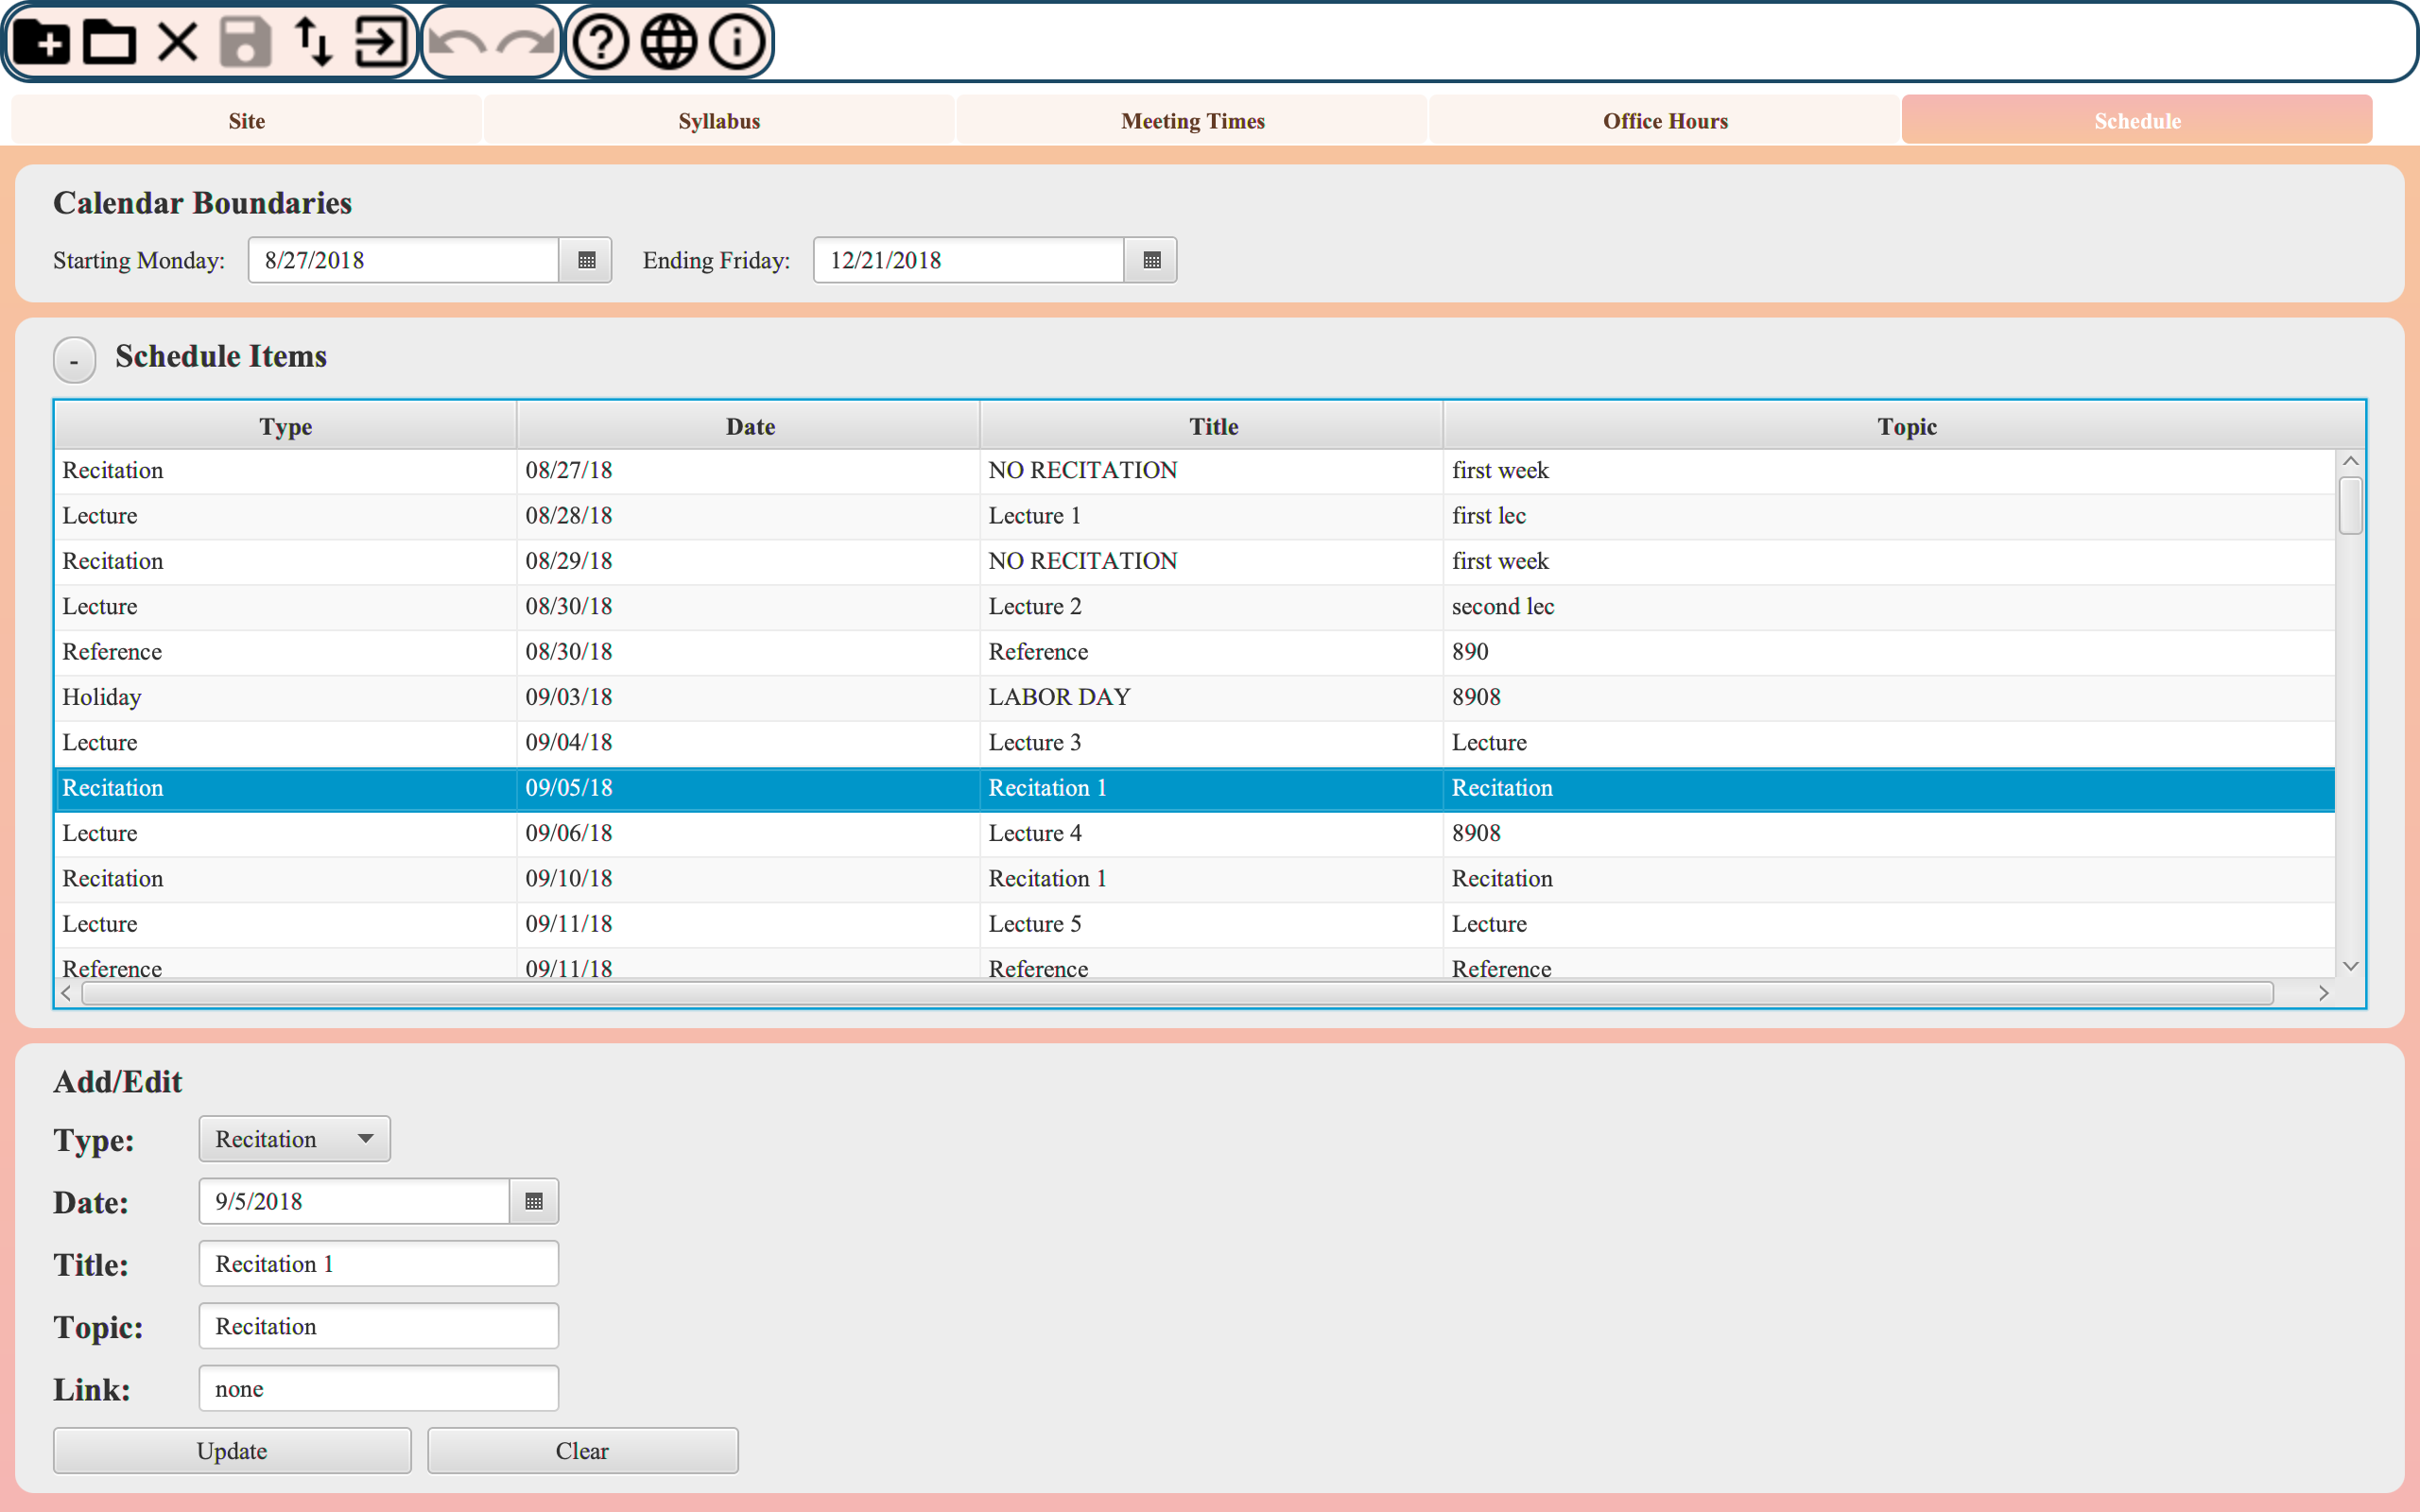 Site Syllabus Meeting Times Office Hours Schedule
Calendar Boundaries
Starting Monday: 8/27/2018 Ending Friday: 12/21/2018
- Schedule Items
Type Date Title Topic
Recitation 08/27/18 NO RECITATION first week
Lecture 08/28/18 Lecture 1 first lec
Recitation 08/29/18 NO RECITATION first week
Lecture 08/30/18 Lecture 2 second lec
Reference 08/30/18 Reference 890
Holiday 09/03/18 LABOR DAY 8908
Lecture 09/04/18 Lecture 3 Lecture
Recitation 09/05/18 Recitation 1 Recitation
Lecture 09/06/18 Lecture 4 8908
Recitation 09/10/18 Recitation 1 Recitation
Lecture 09/11/18 Lecture 5 Lecture
Reference 09/11/18 Reference Reference
Add/Edit
Type: Recitation
Date: 9/5/2018
Title: Recitation 1
Topic: Recitation
Link: none
Update Clear